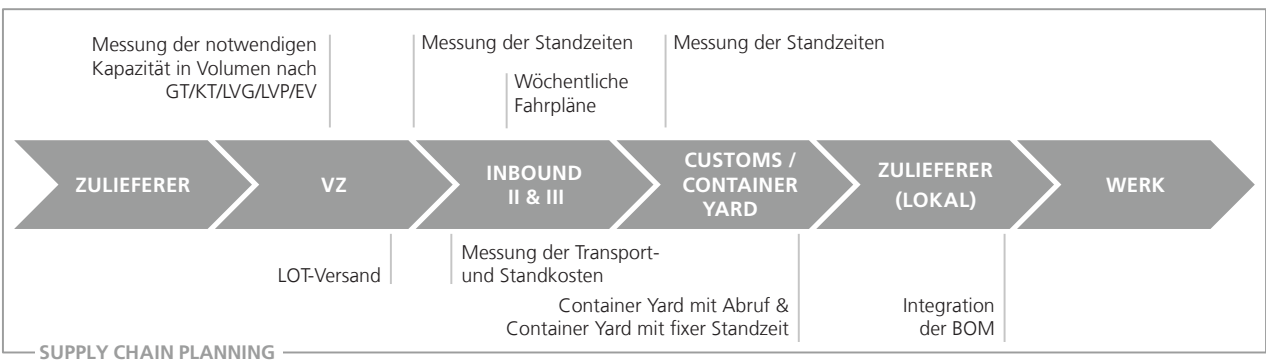 Messung der notwendigen
Kapazität in Volumen nach
GT/KT/LVG/LVP/EV
Messung der Standzeiten
Wöchentliche
Fahrpläne
Messung der Standzeiten
ZULIEFERER
VZ
INBOUND
II & III
CUSTOMS /
CONTAINER
YARD
ZULIEFERER
(LOKAL)
WERK
LOT-Versand
Messung der Transport-
und Standkosten
Container Yard mit Abruf &
Container Yard mit fixer Standzeit
Integration
der BOM
SUPPLY CHAIN PLANNING